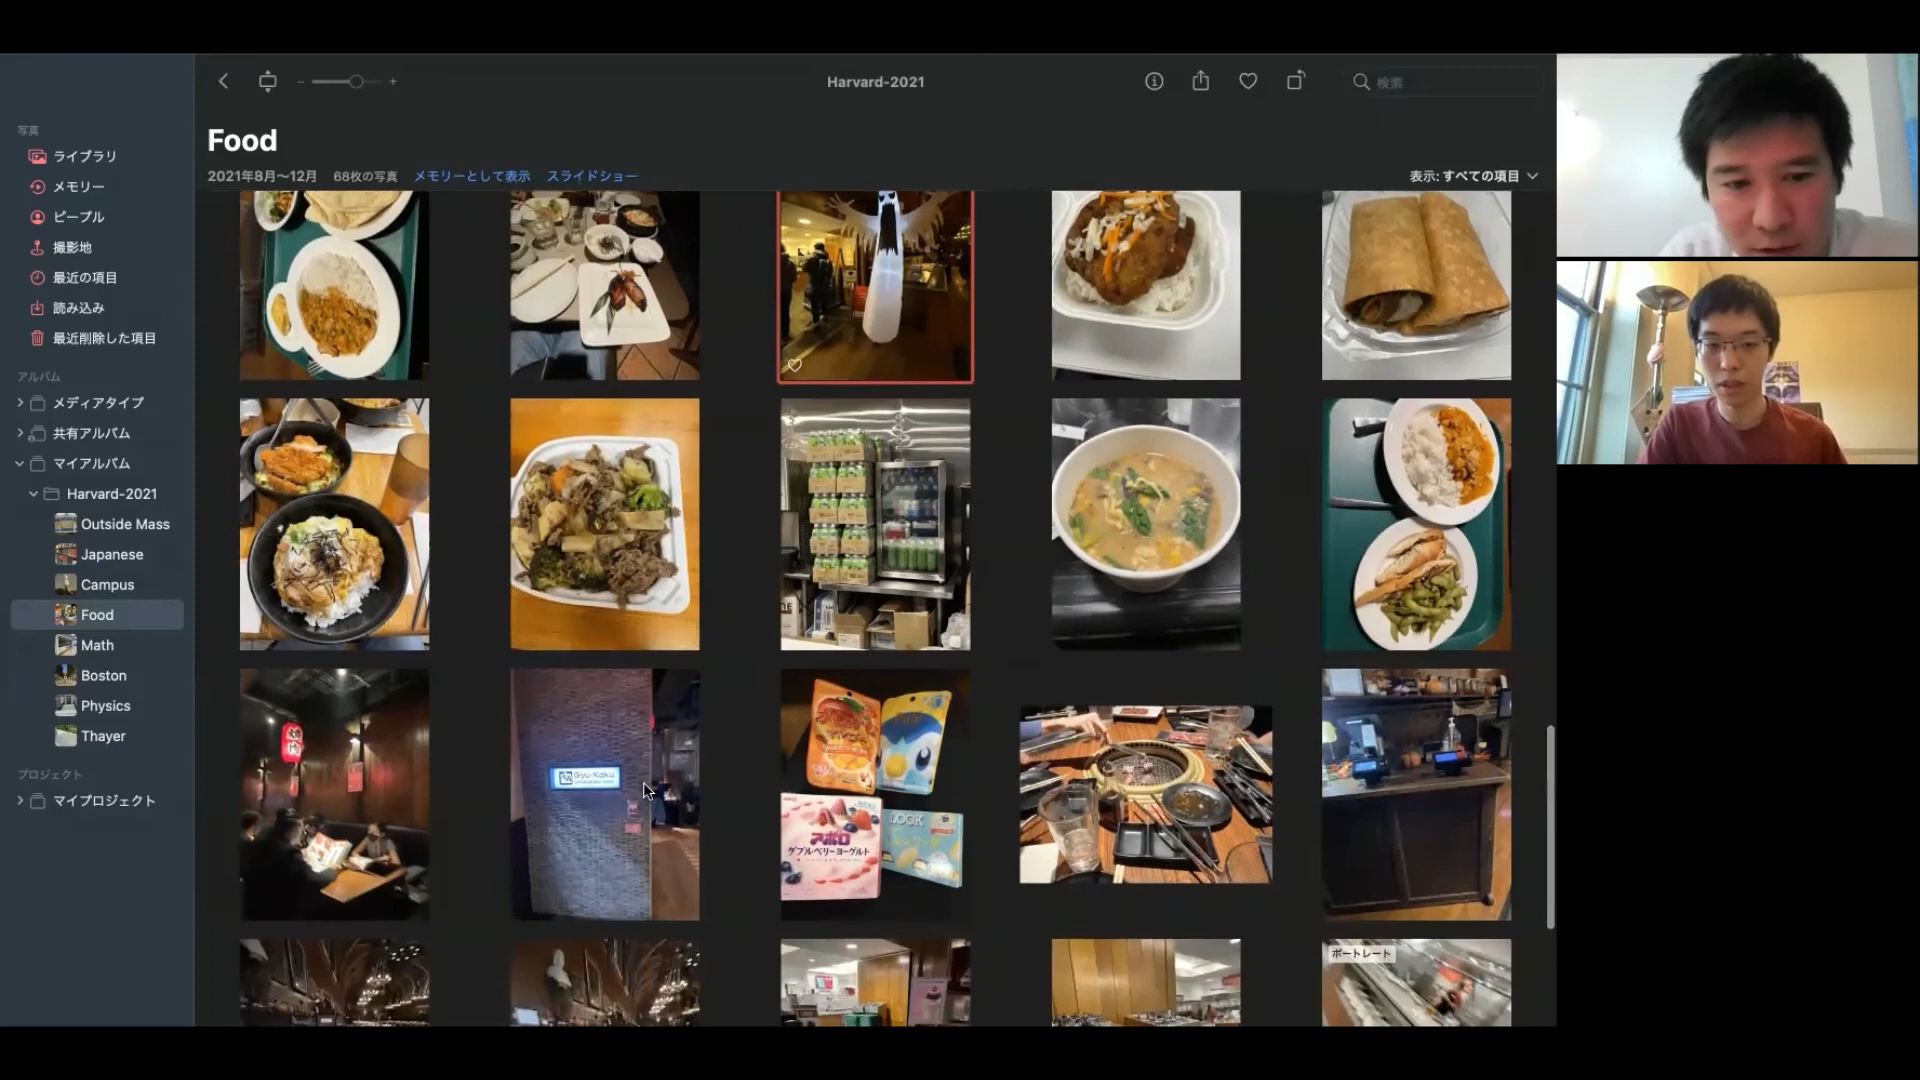 Harvard-2021
検索
Food
2021年8月〜12月 68枚の写真 メモリーとして表示 スライドショー
表示: すべての項目
写真
ライブラリ
メモリー
ピープル
撮影地
最近の項目
読み込み
最近削除した項目
アルバム
メディアタイプ
共有アルバム
マイアルバム
Harvard-2021
Outside Mass
Japanese
Campus
Food
Math
Boston
Physics
Thayer
プロジェクト
マイプロジェクト
Gyu-Kaku
アポロ
ダブルベリーヨーグルト
LOOK
ポートレート